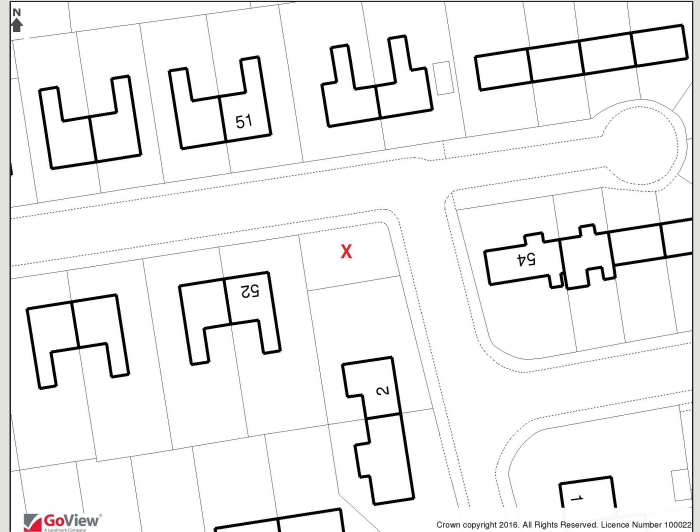 N
51
X
54
52
2
1
GoView®
A Landmark Company
Crown copyright 2016. All Rights Reserved. Licence Number 100022